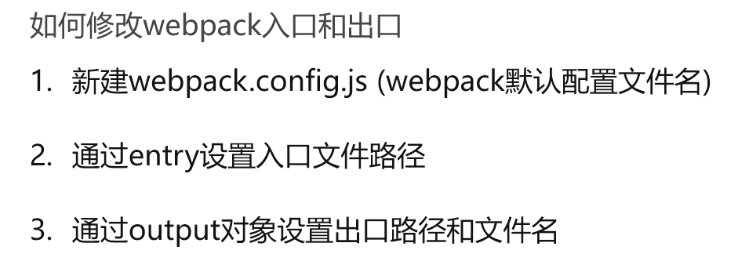 如何修改webpack入口和出口
1. 新建webpack.config.js (webpack默认配置文件名)
2. 通过entry设置入口文件路径
3. 通过output对象设置出口路径和文件名